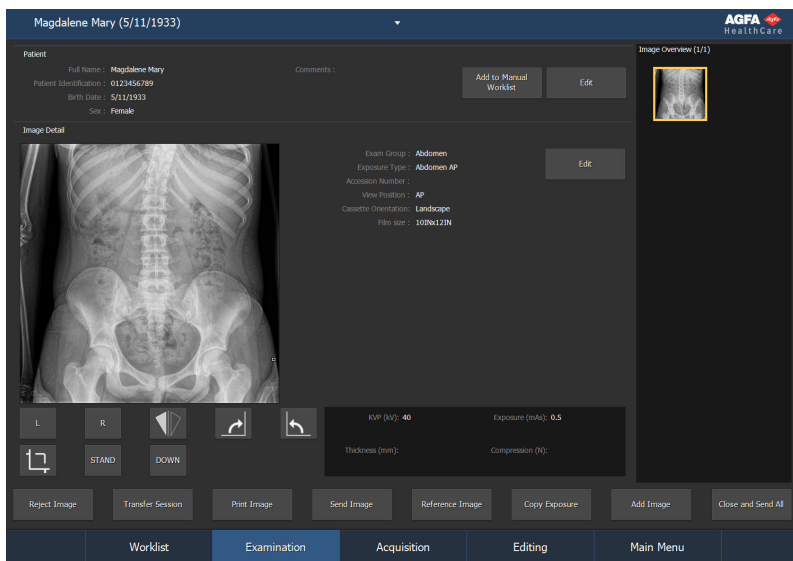 Magdalene Mary (5/11/1933)
AGFA
HealthCare
Patient
Full Name : Magdalene Mary
Comments :
Patient Identification : 0123456789
Birth Date : 5/11/1933
Sex : Female
Add to Manual
Worklist
Edit
Image Overview (1/1)
Image Detail
Exam Group : Abdomen
Exposure Type : Abdomen AP
Accession Number :
View Position : AP
Cassette Orientation: Landscape
Film size : 10INx12IN
Edit
L
R
STAND
DOWN
KVP (kV): 40
Exposure (mAs): 0.5
Thickness (mm):
Compression (N):
Reject Image
Transfer Session
Print Image
Send Image
Reference Image
Copy Exposure
Add Image
Close and Send All
Worklist
Examination
Acquisition
Editing
Main Menu